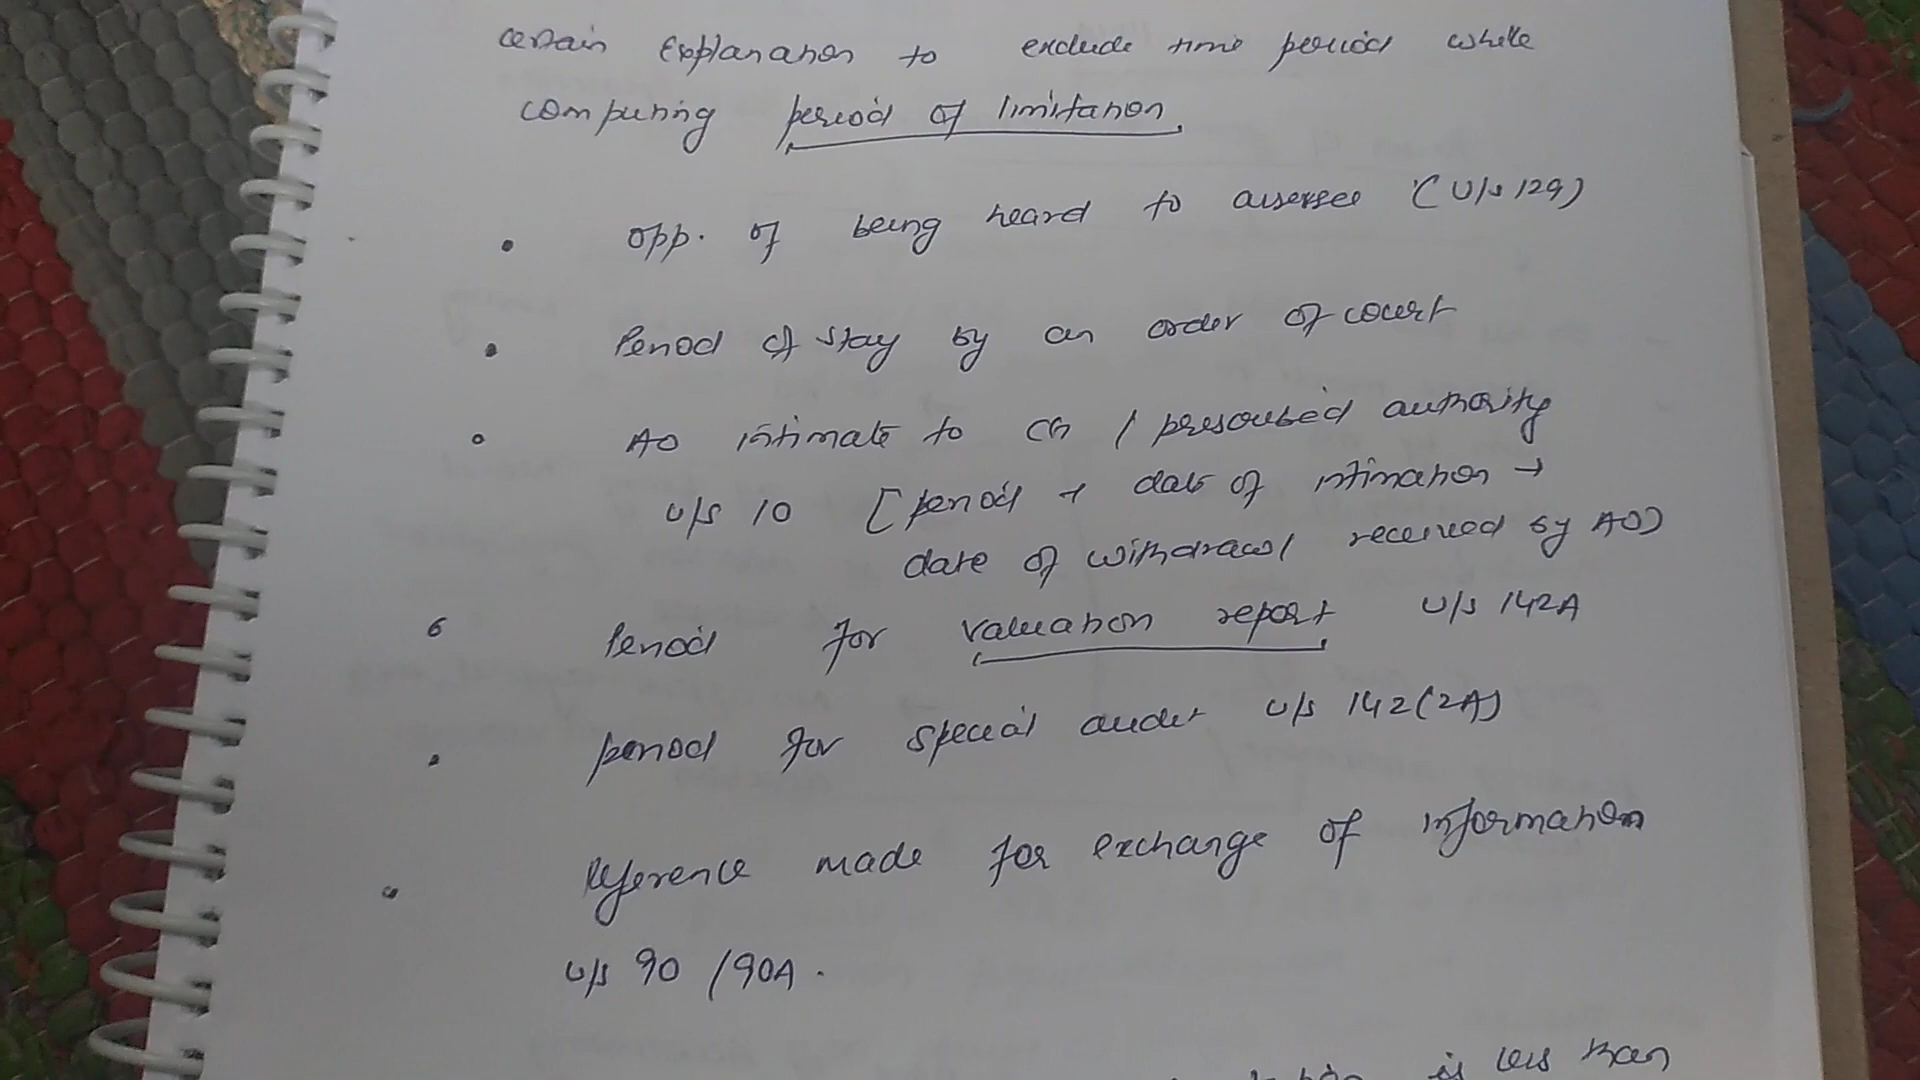 certain Explanation to exclude time period while
computing period of limitation.
• opp. of being heard to assessee (U/s 129)
• Period of stay by an order of court
• AO intimate to CG / prescribed authority
u/s 10 [period → date of intimation →
date of withdrawl received by AO]
• Period for valuation report u/s 142A
• period for special audit u/s 142(2A)
• Reference made for exchange of information
u/s 90 /90A.
is less than